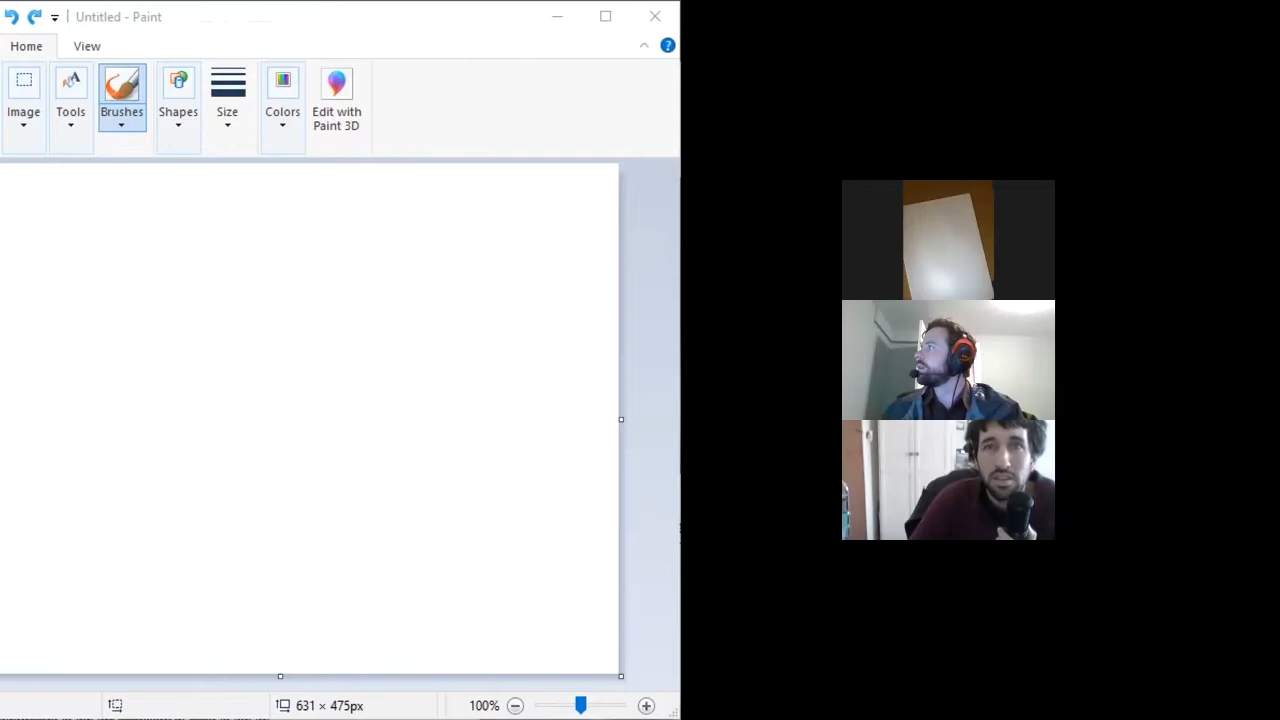 Untitled - Paint
Home View
Image Tools Brushes Shapes Size Colors Edit with
Paint 3D
631 × 475px 100%